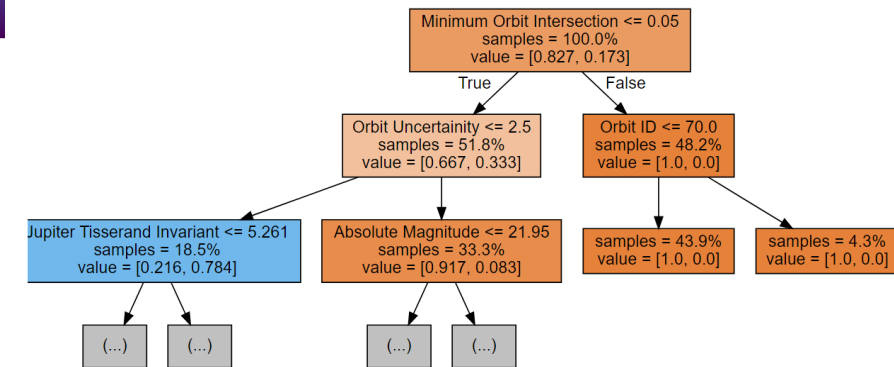 Minimum Orbit Intersection <= 0.05
samples = 100.0%
value = [0.827, 0.173]
True
False
Orbit Uncertainity <= 2.5
samples = 51.8%
value = [0.667, 0.333]
Orbit ID <= 70.0
samples = 48.2%
value = [1.0, 0.0]
Jupiter Tisserand Invariant <= 5.261
samples = 18.5%
value = [0.216, 0.784]
Absolute Magnitude <= 21.95
samples = 33.3%
value = [0.917, 0.083]
samples = 43.9%
value = [1.0, 0.0]
samples = 4.3%
value = [1.0, 0.0]
(...)
(...)
(...)
(...)